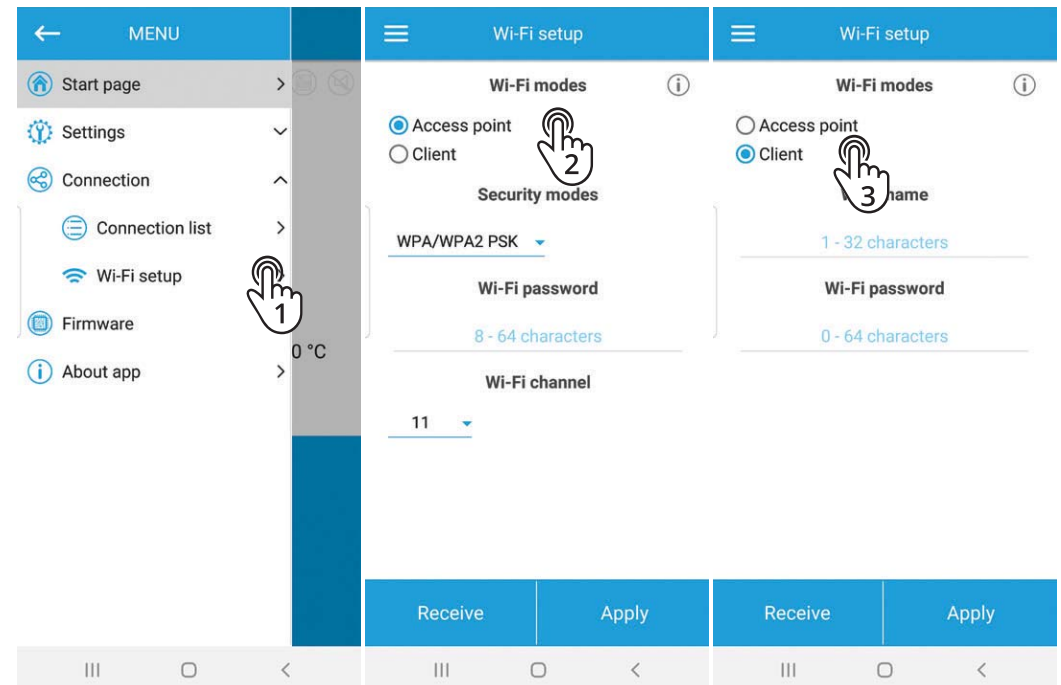 MENU
Start page
Settings
Connection
Connection list
Wi-Fi setup
Firmware
About app
1
0 °C
Wi-Fi setup
Wi-Fi modes
Access point
Client
2
Security modes
WPA/WPA2 PSK
Wi-Fi password
8 - 64 characters
Wi-Fi channel
11
Receive
Apply
Wi-Fi setup
Wi-Fi modes
Access point
Client
3
name
1 - 32 characters
Wi-Fi password
0 - 64 characters
Receive
Apply